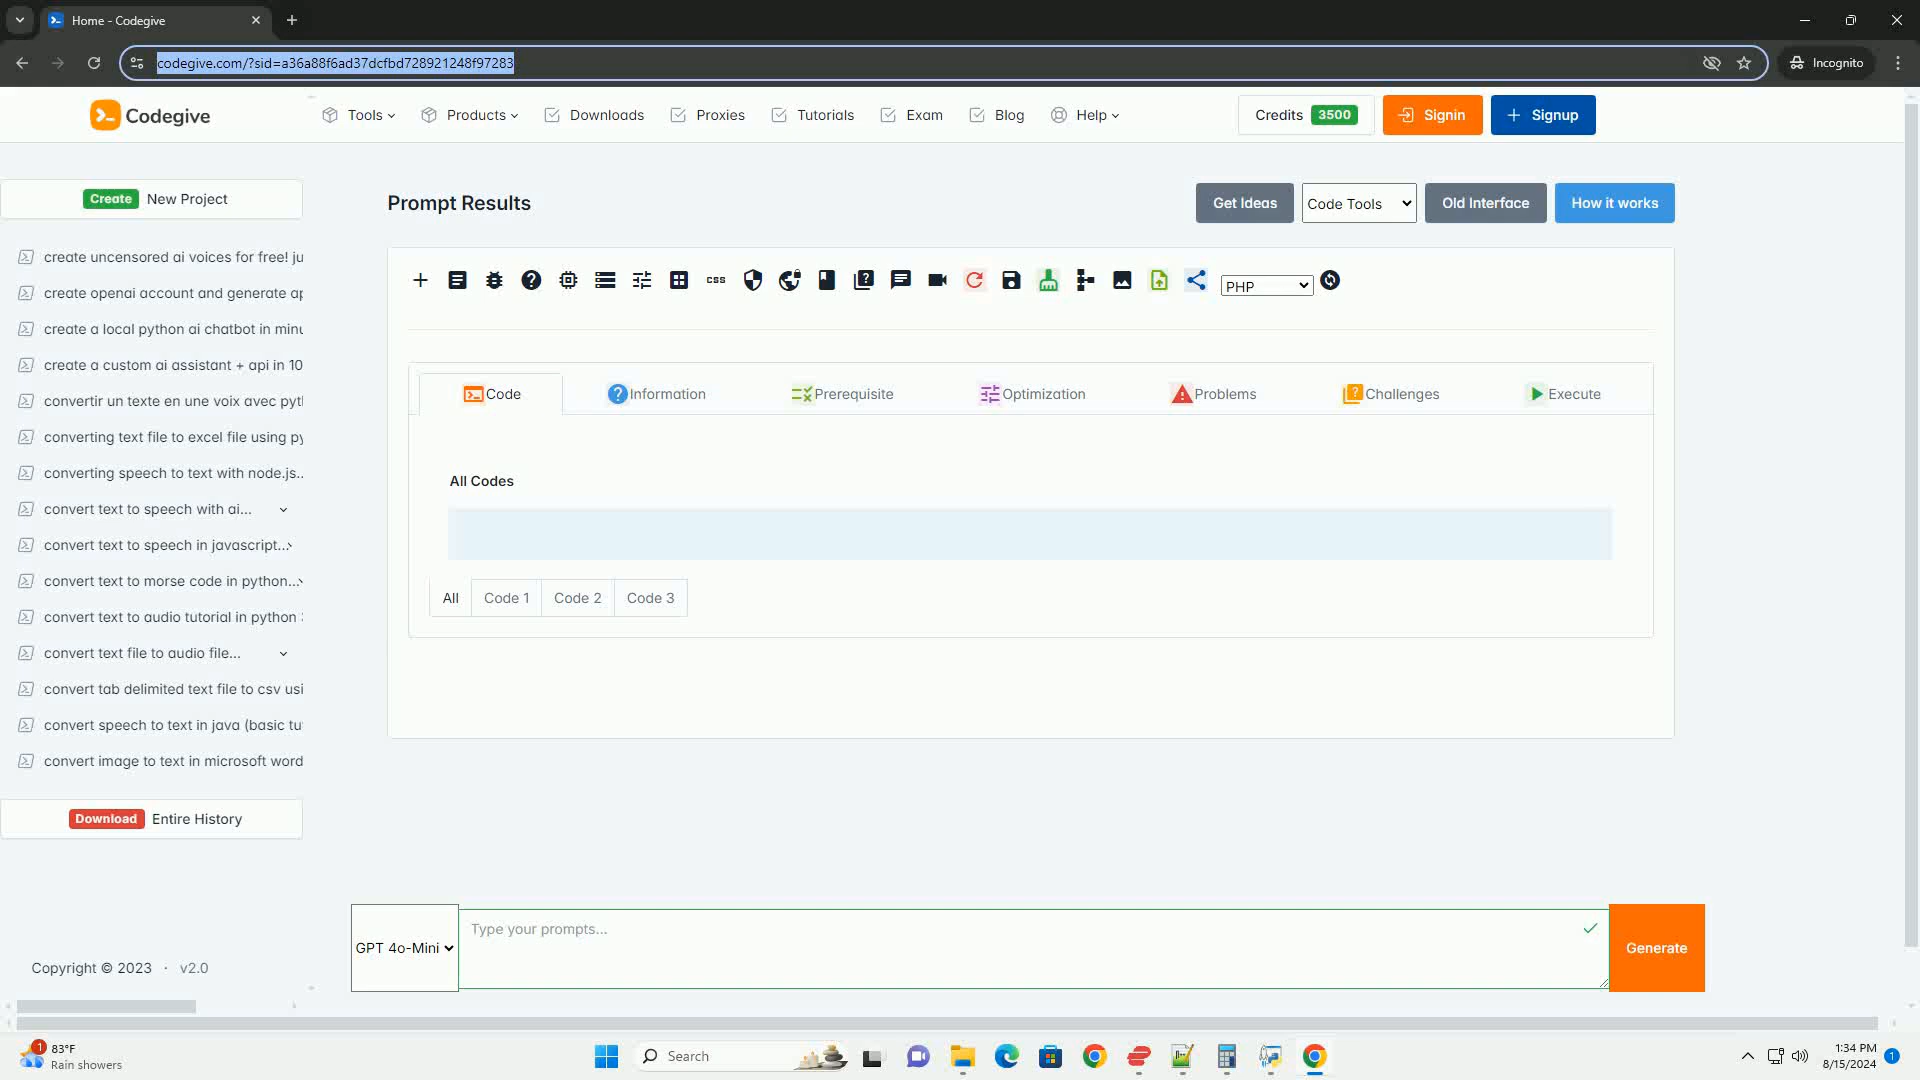 Home - Codegive
codegive.com/?sid=a36a88f6ad37dcfbd728921248f97283
Incognito
Codegive
Tools
Products
Downloads
Proxies
Tutorials
Exam
Blog
Help
Credits 3500
Signin
Signup
Create New Project
create uncensored ai voices for free! ju
create openai account and generate ap
create a local python ai chatbot in minu
create a custom ai assistant + api in 10
convertir un texte en une voix avec pyt
converting text file to excel file using py
converting speech to text with node.js..
convert text to speech with ai...
convert text to speech in javascript...
convert text to morse code in python...
convert text to audio tutorial in python
convert text file to audio file...
convert tab delimited text file to csv usi
convert speech to text in java (basic tu
convert image to text in microsoft word
Download Entire History
Copyright © 2023 · v2.0
Prompt Results
Get Ideas
Code Tools
Old Interface
How it works
css
PHP
Code
Information
Prerequisite
Optimization
Problems
Challenges
Execute
All Codes
All
Code 1
Code 2
Code 3
GPT 4o-Mini
Type your prompts...
Generate
1
83°F
Rain showers
Search
1:34 PM
8/15/2024
1